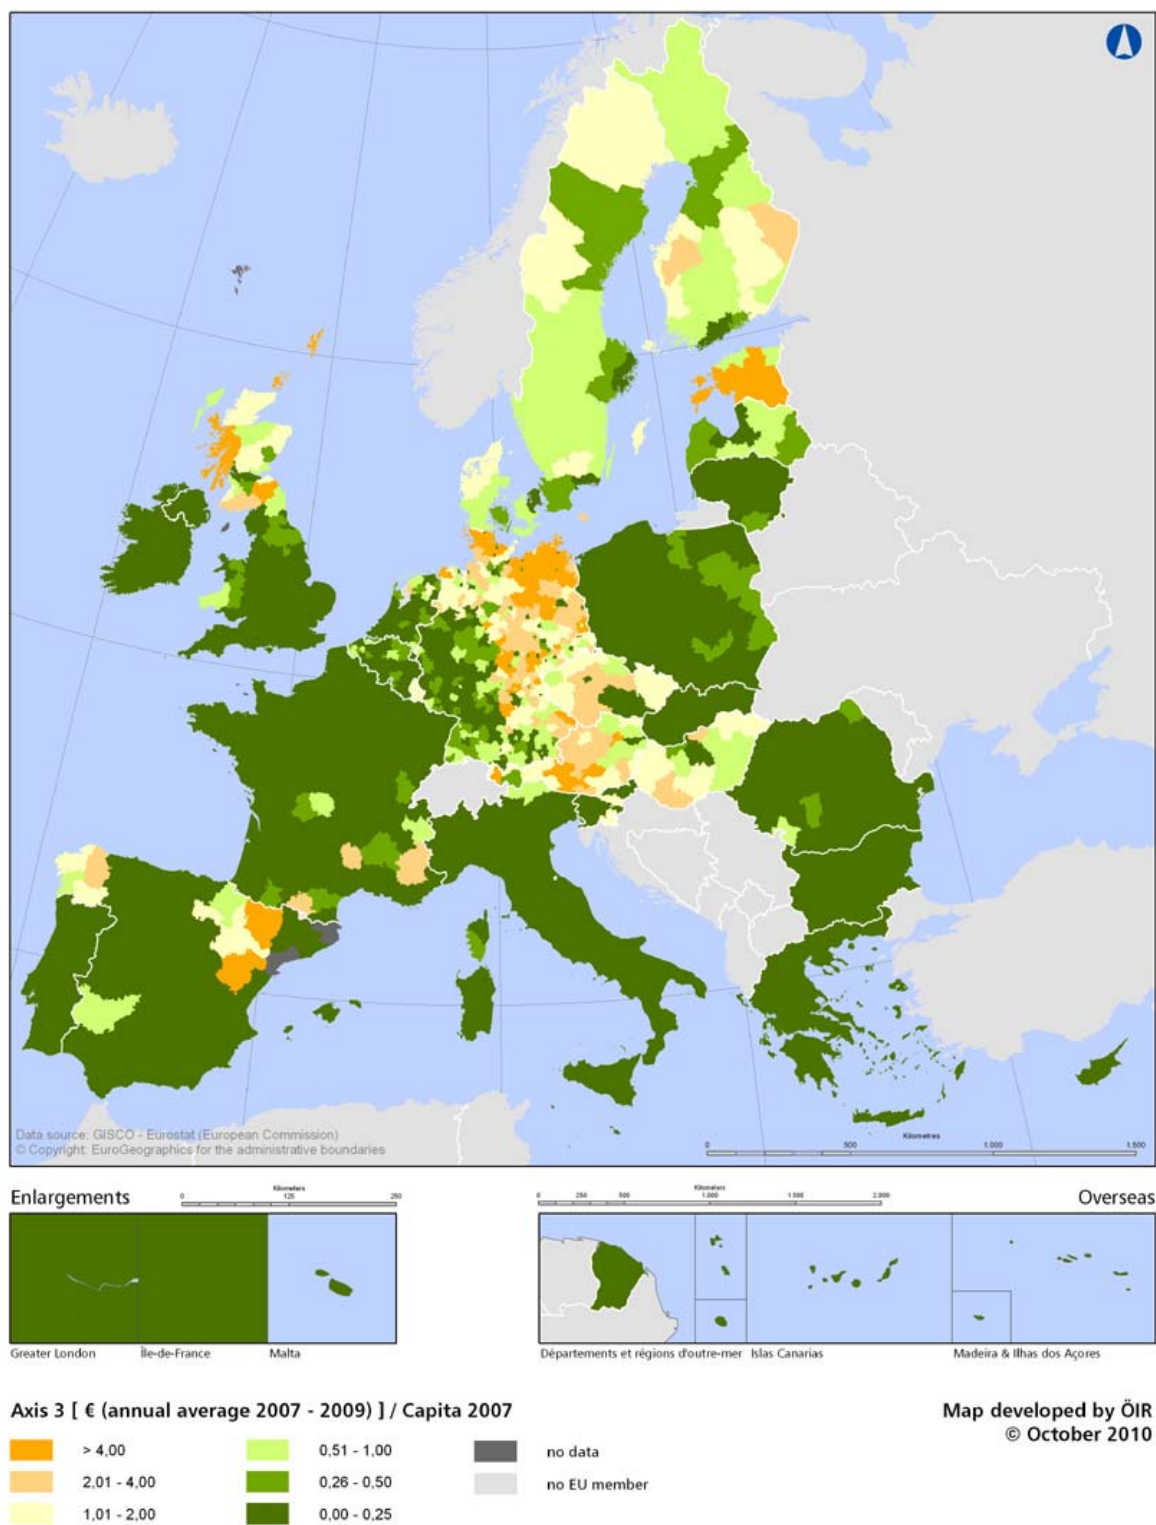 Data source: GISCO - Eurostat (European Commission)
© Copyright: EuroGeographics for the administrative boundaries
Kilometres
0 500 1.000 1.500
Enlargements
Kilometers
0 125 250
Kilometers
0 250 500 1.000 1.500 2.000
Overseas
Greater London
Île-de-France
Malta
Départements et régions d'outre-mer
Islas Canarias
Madeira & Ilhas dos Açores
Axis 3 [ € (annual average 2007 - 2009) ] / Capita 2007
> 4,00
2,01 - 4,00
1,01 - 2,00
0,51 - 1,00
0,26 - 0,50
0,00 - 0,25
no data
no EU member
Map developed by ÖIR
© October 2010